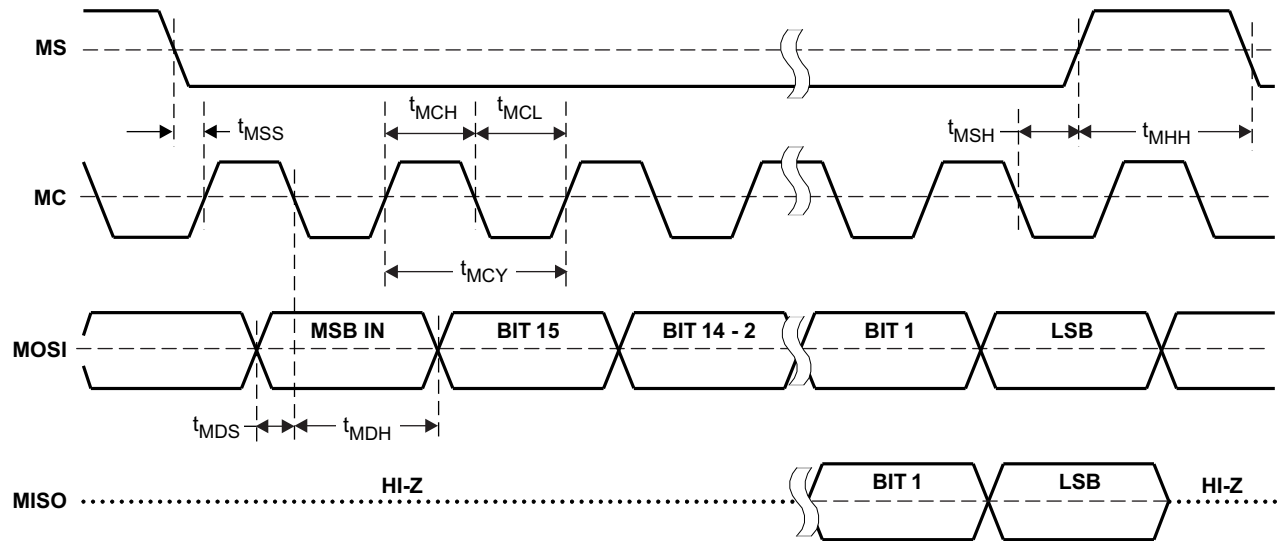 MS
tMCH
tMCL
tMSS
tMSH
tMHH
MC
tMCY
MSB IN
BIT 15
BIT 14 - 2
BIT 1
LSB
MOSI
tMDS
tMDH
HI-Z
BIT 1
LSB
HI-Z
MISO